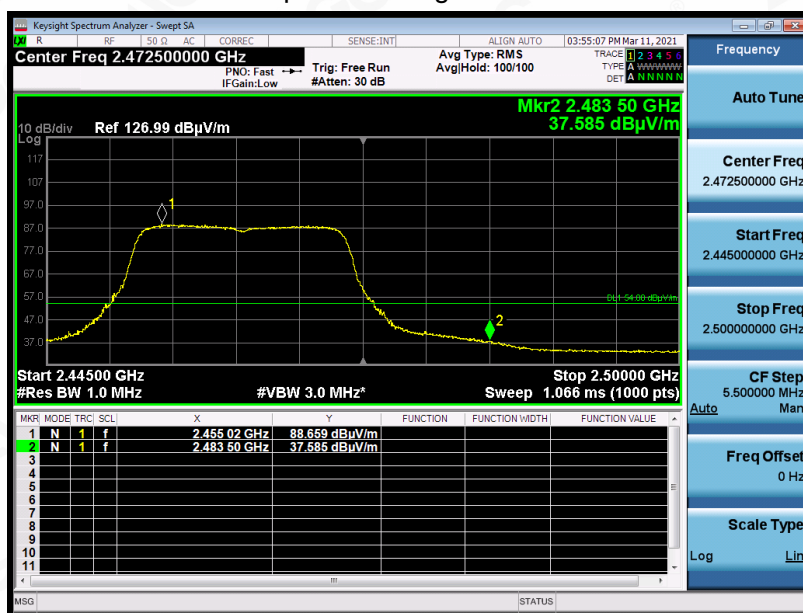 Keysight Spectrum Analyzer - Swept SA
LXI R RF 50 Ω AC CORREC SENSE:INT ALIGN AUTO 03:55:07 PM Mar 11, 2021
Center Freq 2.472500000 GHz
PNO: Fast
IFGain:Low
Trig: Free Run
#Atten: 30 dB
Avg Type: RMS
Avg|Hold: 100/100
TRACE 1 2 3 4 5 6
TYPE A WWWWW
DET A N N N N N
Mkr2 2.483 50 GHz
37.585 dBµV/m
10 dB/div Ref 126.99 dBµV/m
Log
117
107
97.0
87.0
77.0
67.0
57.0
47.0
37.0
1
2
DL1 54.00 dBµV/m
Start 2.44500 GHz Stop 2.50000 GHz
#Res BW 1.0 MHz #VBW 3.0 MHz* Sweep 1.066 ms (1000 pts)
MKR MODE TRC SCL X Y FUNCTION FUNCTION WIDTH FUNCTION VALUE
1 N 1 f 2.455 02 GHz 88.659 dBµV/m
2 N 1 f 2.483 50 GHz 37.585 dBµV/m
3
4
5
6
7
8
9
10
11
MSG STATUS
Frequency
Auto Tune
Center Freq
2.472500000 GHz
Start Freq
2.445000000 GHz
Stop Freq
2.500000000 GHz
CF Step
5.500000 MHz
Auto Man
Freq Offset
0 Hz
Scale Type
Log Lin